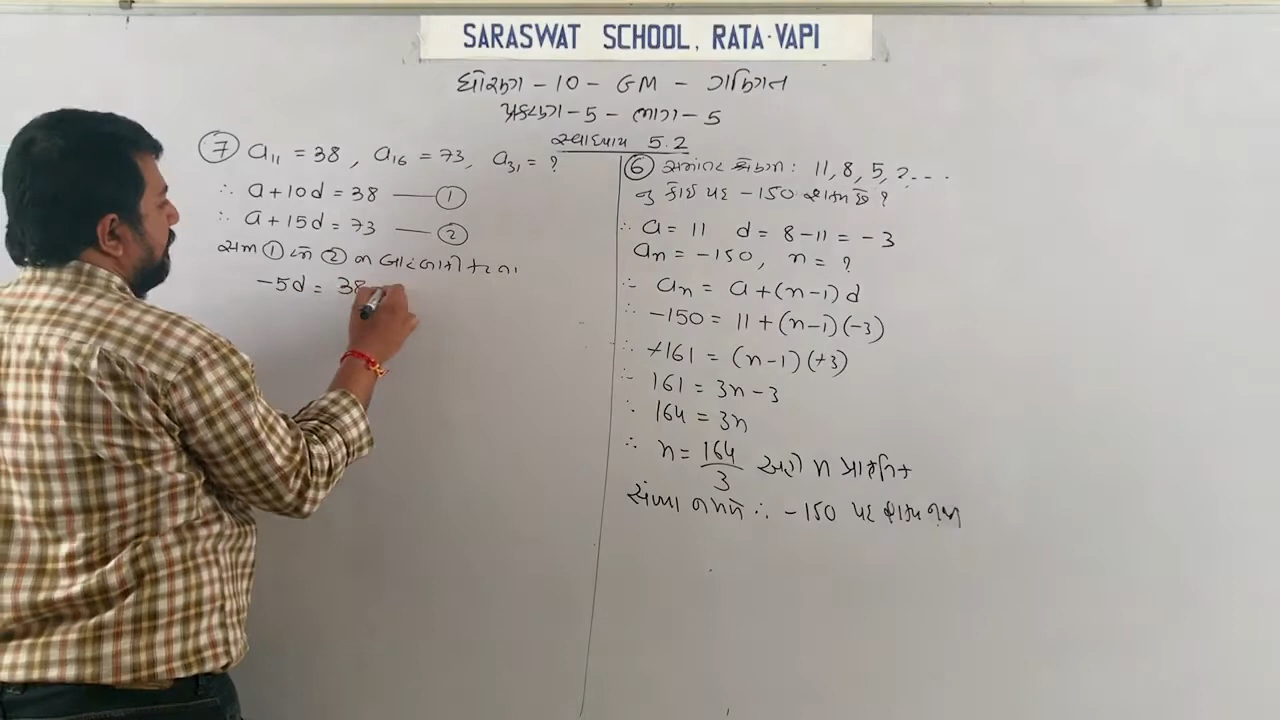 SARASWAT SCHOOL, RATA-VAPI
ધોરણ - 10 - GM - ગણિત
પ્રકરણ - 5 - ભાગ - 5
સ્વાધ્યાય 5.2
⑦ a₁₁ = 38, a₁₆ = 73, a₃₁ = ?
∴ a + 10d = 38 —— ①
∴ a + 15d = 73 —— ②
સમી ① ને ② ની બાદબાકી કરતા
-5d = 38
⑥ સમાંતર શ્રેણી : 11, 8, 5, 2, ...
નું કોઈ પદ -150 શક્ય છે ?
∴ a = 11 d = 8 - 11 = -3
aₙ = -150, n = ?
∴ aₙ = a + (n-1) d
∴ -150 = 11 + (n-1)(-3)
∴ +161 = (n-1)(+3)
∴ 161 = 3n - 3
∴ 164 = 3n
∴ n = 164/3 અહી n પ્રાકૃતિક
સંખ્યા નથી ∴ -150 પદ શક્ય નથી